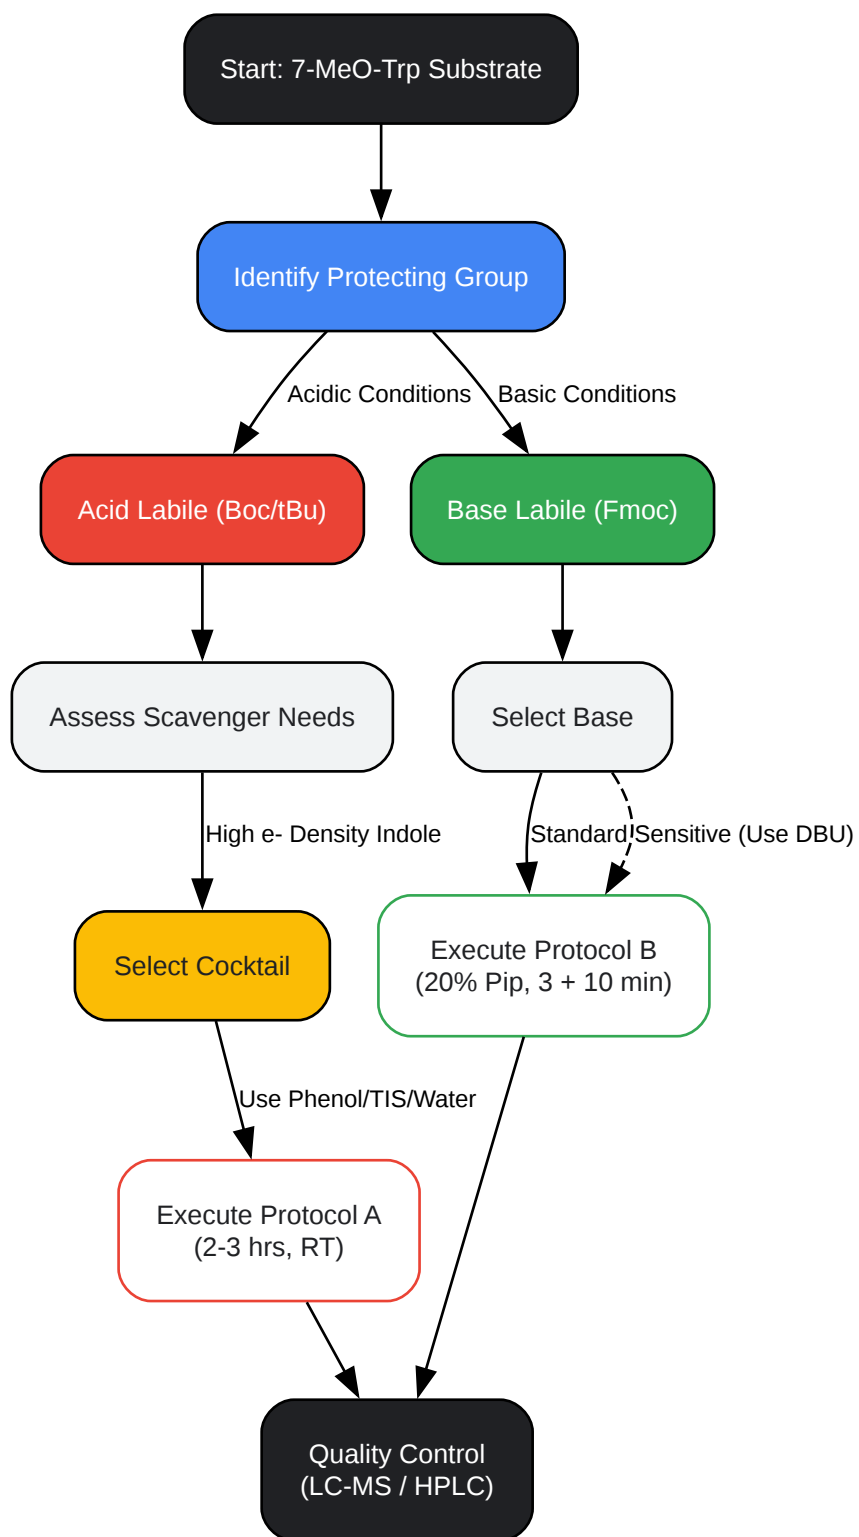 Start: 7-MeO-Trp Substrate
Identify Protecting Group
Acidic Conditions
Basic Conditions
Acid Labile (Boc/tBu)
Base Labile (Fmoc)
Assess Scavenger Needs
Select Base
High e- Density Indole
Standard
Sensitive (Use DBU)
Select Cocktail
Execute Protocol B
(20% Pip, 3 + 10 min)
Use Phenol/TIS/Water
Execute Protocol A
(2-3 hrs, RT)
Quality Control
(LC-MS / HPLC)